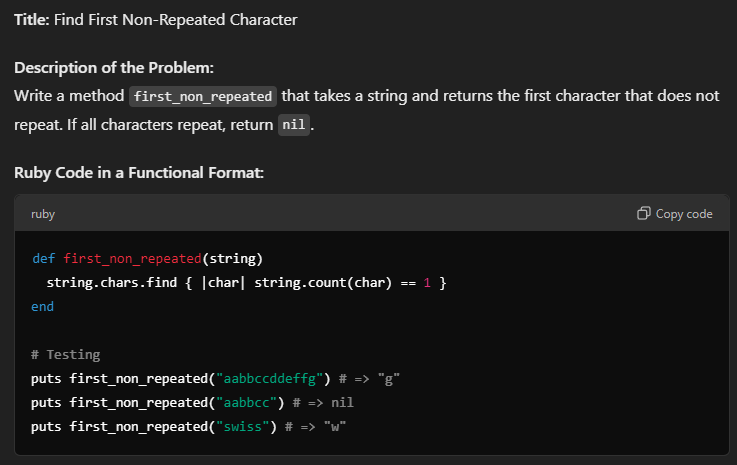 Title: Find First Non-Repeated Character
Description of the Problem:
Write a method first_non_repeated that takes a string and returns the first character that does not
repeat. If all characters repeat, return nil.
Ruby Code in a Functional Format:
ruby
Copy code
def first_non_repeated(string)
  string.chars.find { |char| string.count(char) == 1 }
end
# Testing
puts first_non_repeated("aabbccddeffg") # => "g"
puts first_non_repeated("aabbcc") # => nil
puts first_non_repeated("swiss") # => "w"